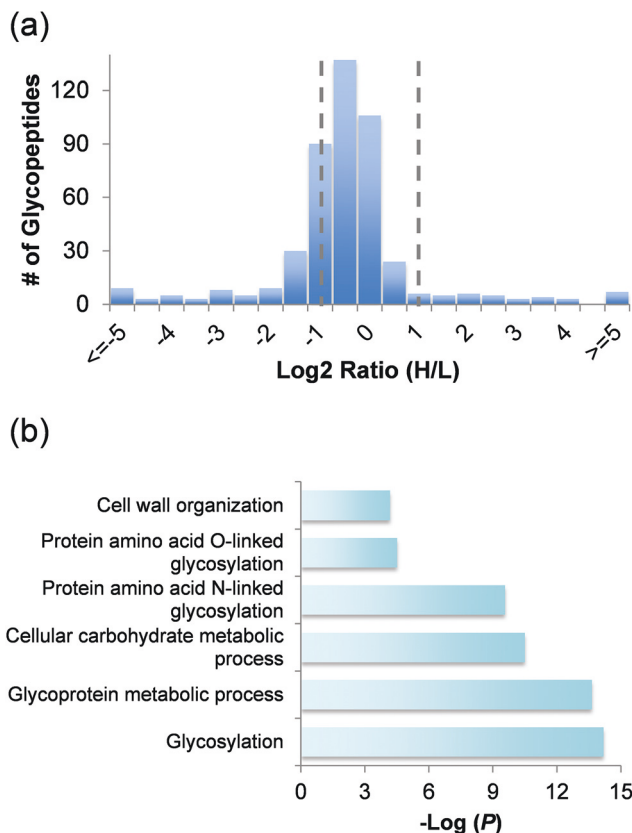 (a)
# of Glycopeptides
120
90
60
30
0
<=-5
-4
-3
-2
-1
0
1
2
3
4
>=5
Log2 Ratio (H/L)
(b)
Cell wall organization
Protein amino acid O-linked
glycosylation
Protein amino acid N-linked
glycosylation
Cellular carbohydrate metabolic
process
Glycoprotein metabolic process
Glycosylation
0 3 6 9 12 15
-Log (P)